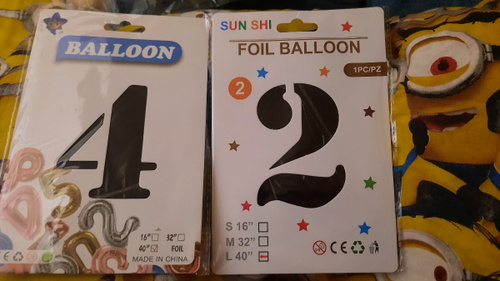 BALLOON
4
16" 32"
40" FOIL
MADE IN CHINA
SUN SHI
FOIL BALLOON
1PC/PZ
2
2
S 16"
M 32"
L 40"
CE